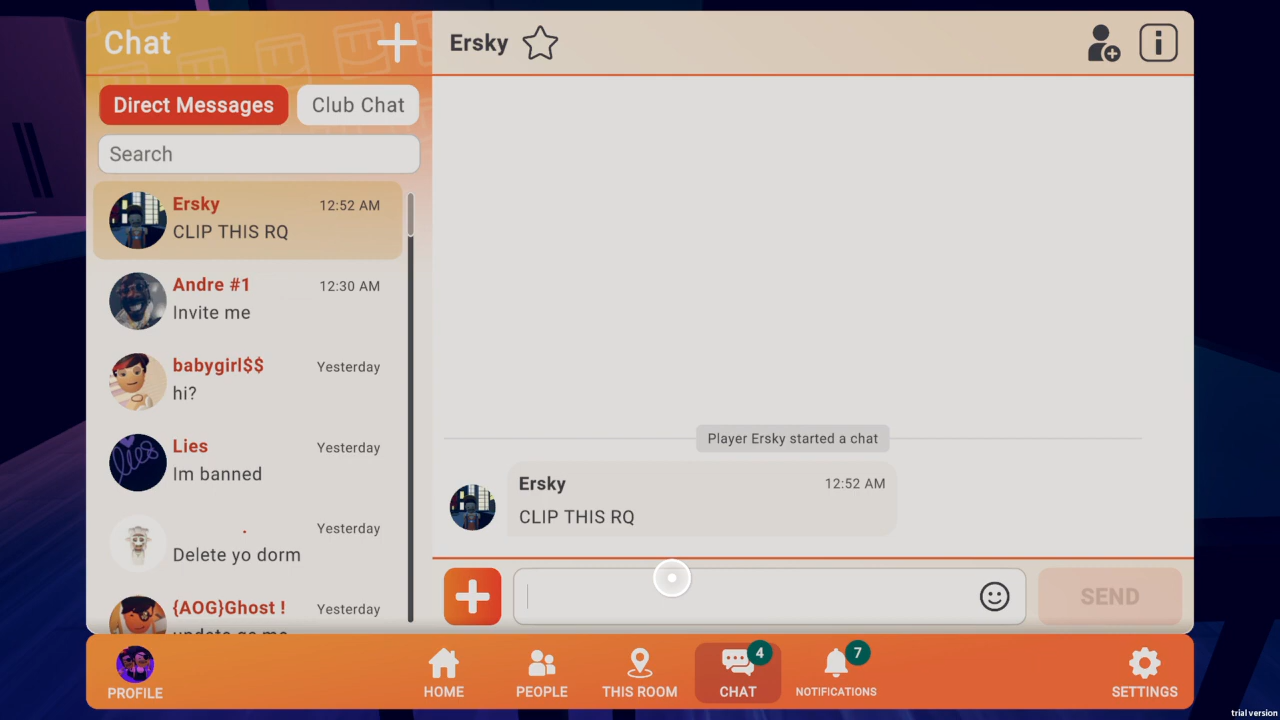 Chat
Direct Messages
Club Chat
Search
Ersky 12:52 AM
CLIP THIS RQ
Andre #1 12:30 AM
Invite me
babygirl$$ Yesterday
hi?
Lies Yesterday
Im banned
. Yesterday
Delete yo dorm
{AOG}Ghost ! Yesterday
Ersky
Player Ersky started a chat
Ersky 12:52 AM
CLIP THIS RQ
SEND
PROFILE
HOME
PEOPLE
THIS ROOM
4
CHAT
7
NOTIFICATIONS
SETTINGS
trial version